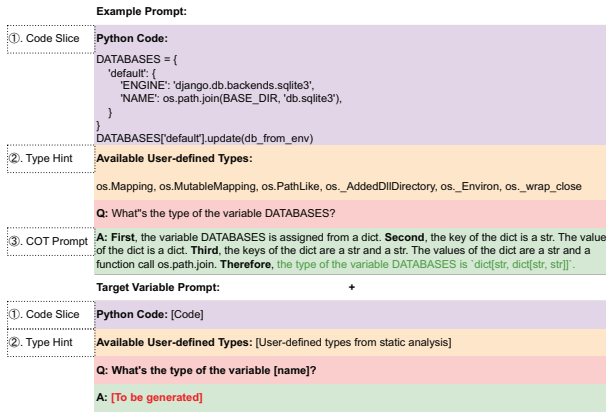 Example Prompt:
①. Code Slice
Python Code:
DATABASES = {
'default': {
'ENGINE': 'django.db.backends.sqlite3',
'NAME': os.path.join(BASE_DIR, 'db.sqlite3'),
}
}
DATABASES['default'].update(db_from_env)
②. Type Hint
Available User-defined Types:
os.Mapping, os.MutableMapping, os.PathLike, os._AddedDllDirectory, os._Environ, os._wrap_close
Q: What"s the type of the variable DATABASES?
③. COT Prompt
A: First, the variable DATABASES is assigned from a dict. Second, the key of the dict is a str. The value
of the dict is a dict. Third, the keys of the dict are a str and a str. The values of the dict are a str and a
function call os.path.join. Therefore, the type of the variable DATABASES is `dict[str, dict[str, str]]`.
Target Variable Prompt: +
①. Code Slice
Python Code: [Code]
②. Type Hint
Available User-defined Types: [User-defined types from static analysis]
Q: What's the type of the variable [name]?
A: [To be generated]